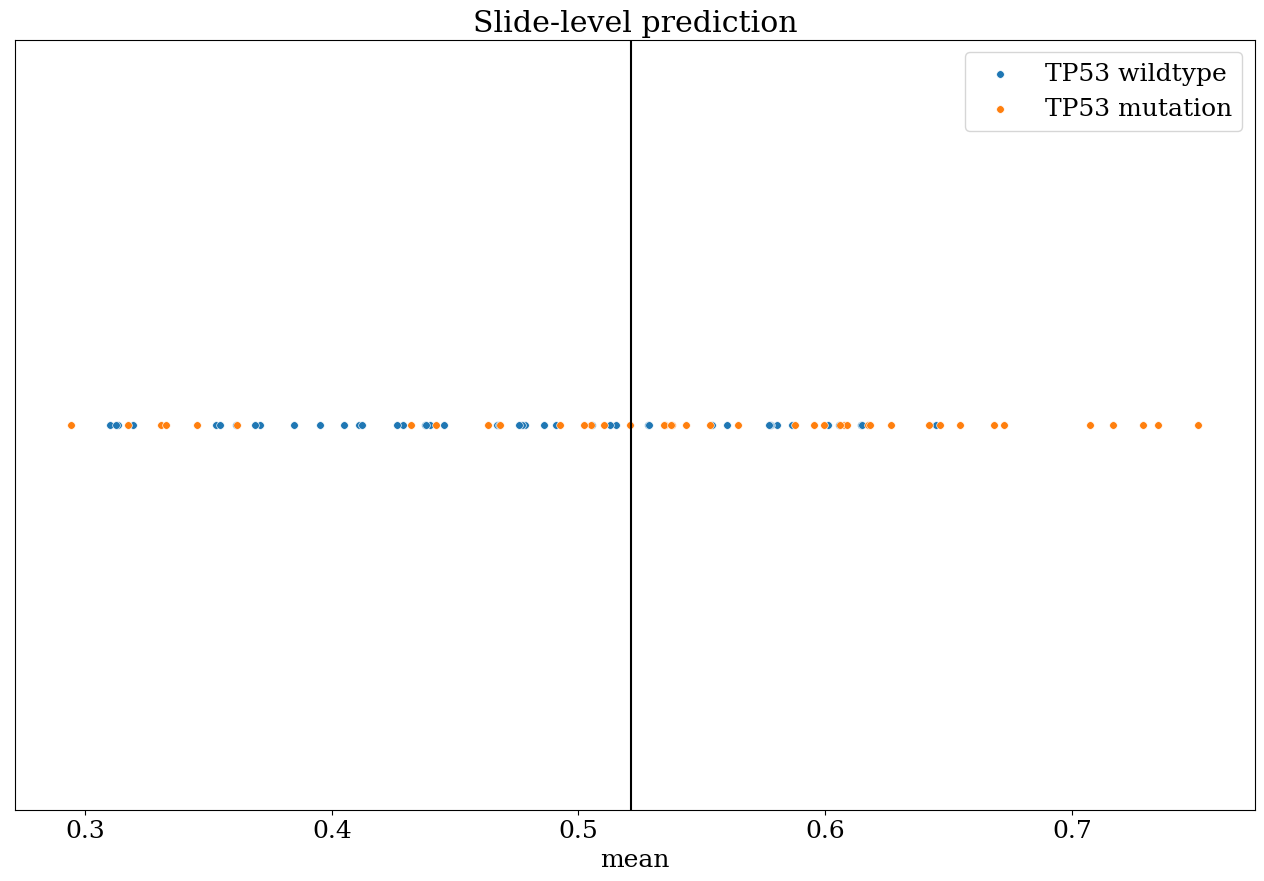 Slide-level prediction
TP53 wildtype
TP53 mutation
0.3 0.4 0.5 0.6 0.7
mean